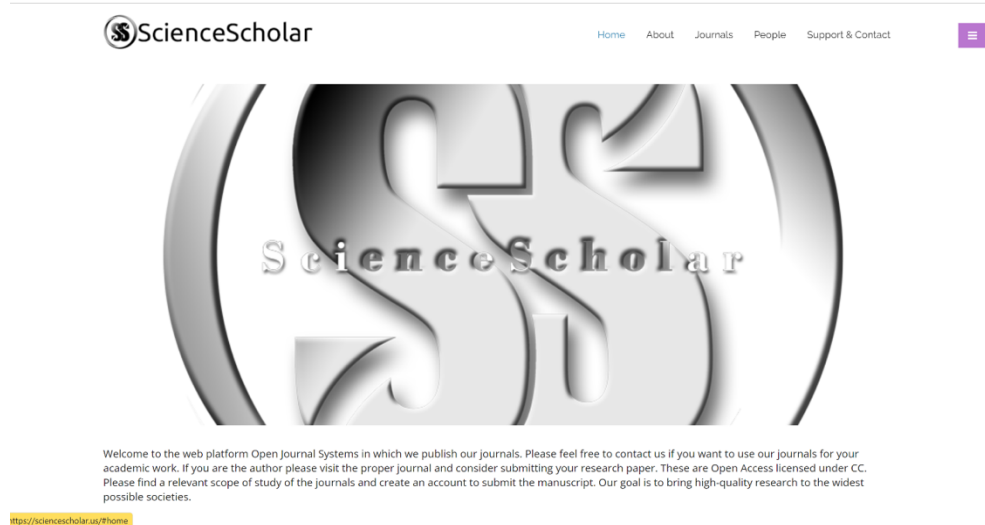 ScienceScholar
Home About Journals People Support & Contact
ScienceScholar
Welcome to the web platform Open Journal Systems in which we publish our journals. Please feel free to contact us if you want to use our journals for your
academic work. If you are the author please visit the proper journal and consider submitting your research paper. These are Open Access licensed under CC.
Please find a relevant scope of study of the journals and create an account to submit the manuscript. Our goal is to bring high-quality research to the widest
possible societies.
https://sciencescholar.us/#home